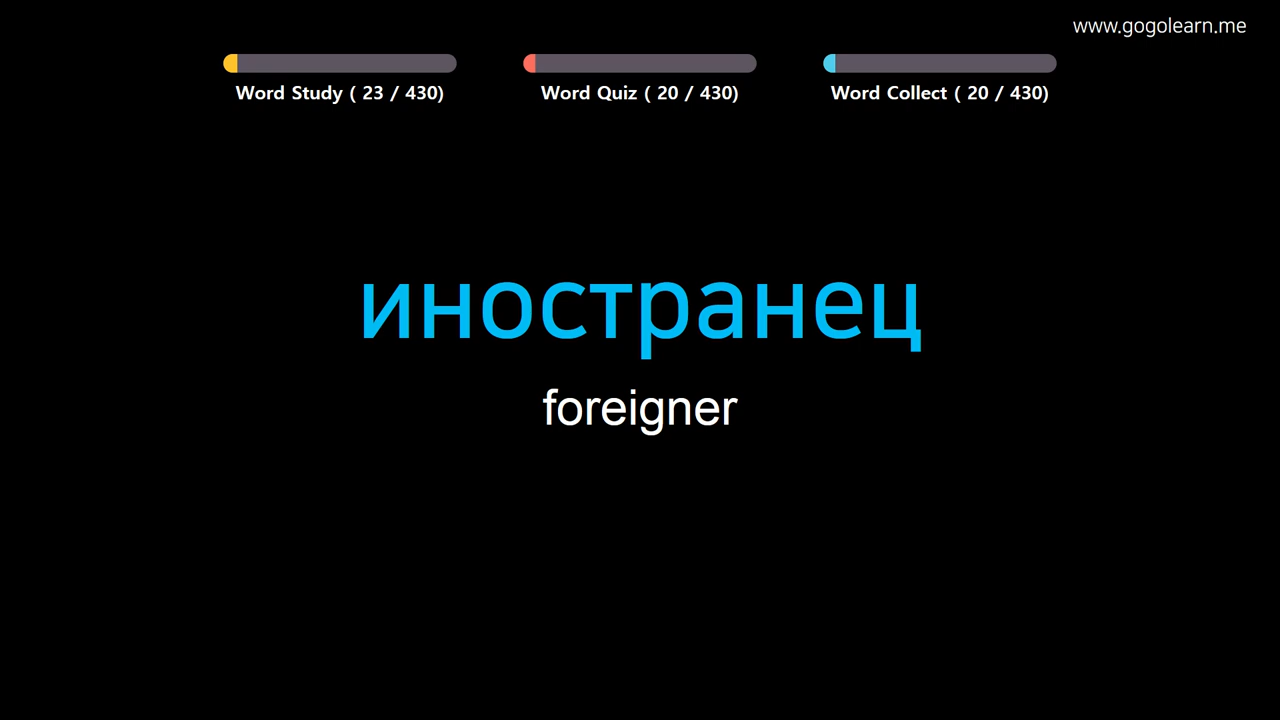 www.gogolearn.me
Word Study ( 23 / 430)
Word Quiz ( 20 / 430)
Word Collect ( 20 / 430)
иностранец
foreigner